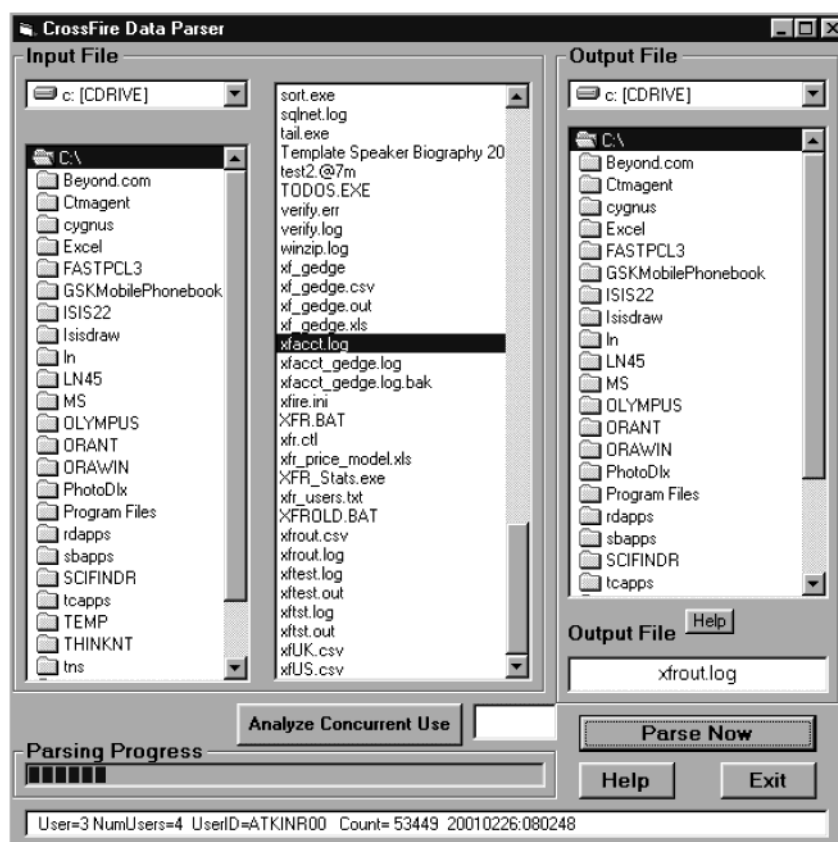 CrossFire Data Parser
Input File
c: [CDRIVE]
C:\
Beyond.com
Ctmagent
cygnus
Excel
FASTPCL3
GSKMobilePhonebook
ISIS22
Isisdraw
ln
LN45
MS
OLYMPUS
ORANT
ORAWIN
PhotoDlx
Program Files
rdapps
sbapps
SCIFINDR
tcapps
TEMP
THINKNT
tns
sort.exe
sqlnet.log
tail.exe
Template Speaker Biography 20
test2.@7m
TODOS.EXE
verify.err
verify.log
winzip.log
xf_gedge
xf_gedge.csv
xf_gedge.out
xf_gedge.xls
xfacct.log
xfacct_gedge.log
xfacct_gedge.log.bak
xfire.ini
XFR.BAT
xfr.ctl
xfr_price_model.xls
XFR_Stats.exe
xfr_users.txt
XFROLD.BAT
xfrout.csv
xfrout.log
xftest.log
xftest.out
xftst.log
xftst.out
xfUK.csv
xfUS.csv
Output File
c: [CDRIVE]
C:\
Beyond.com
Ctmagent
cygnus
Excel
FASTPCL3
GSKMobilePhonebook
ISIS22
Isisdraw
ln
LN45
MS
OLYMPUS
ORANT
ORAWIN
PhotoDlx
Program Files
rdapps
sbapps
SCIFINDR
tcapps
Output File
Help
xfrout.log
Analyze Concurrent Use
Parse Now
Parsing Progress
Help
Exit
User=3 NumUsers=4 UserID=ATKINR00 Count= 53449 20010226:080248